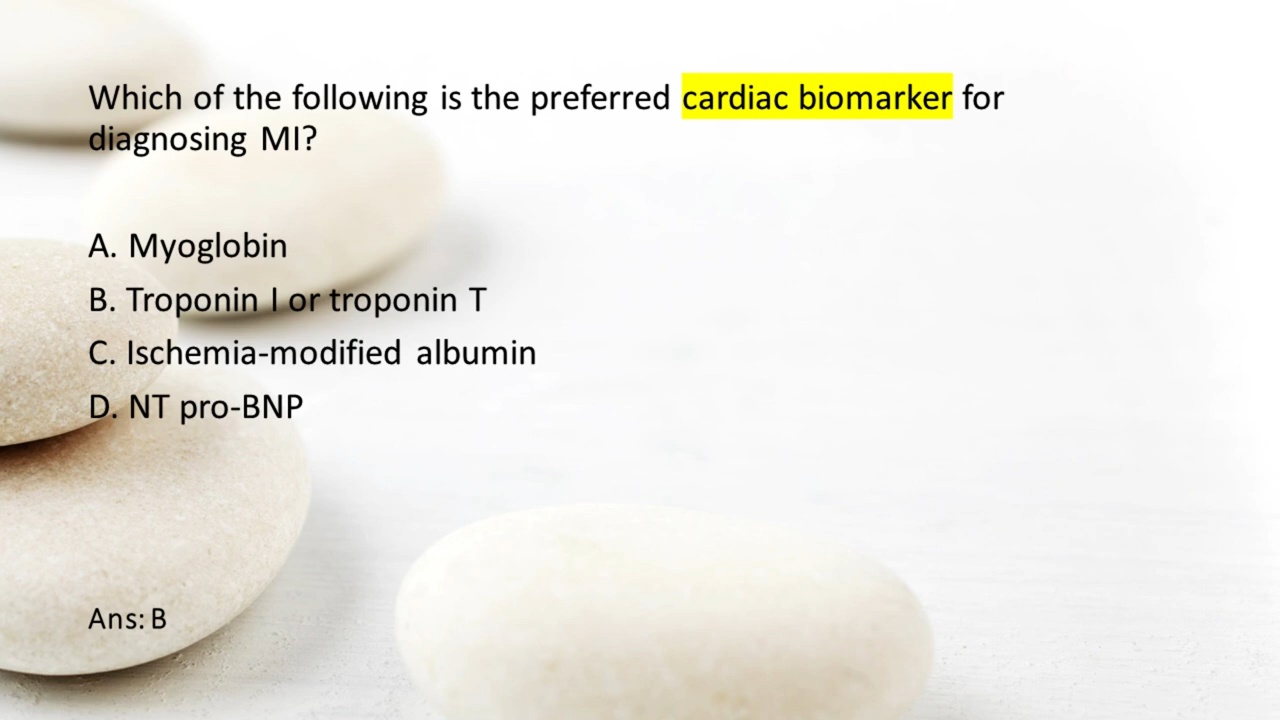 Which of the following is the preferred cardiac biomarker for
diagnosing MI?
A. Myoglobin
B. Troponin I or troponin T
C. Ischemia-modified albumin
D. NT pro-BNP
Ans: B